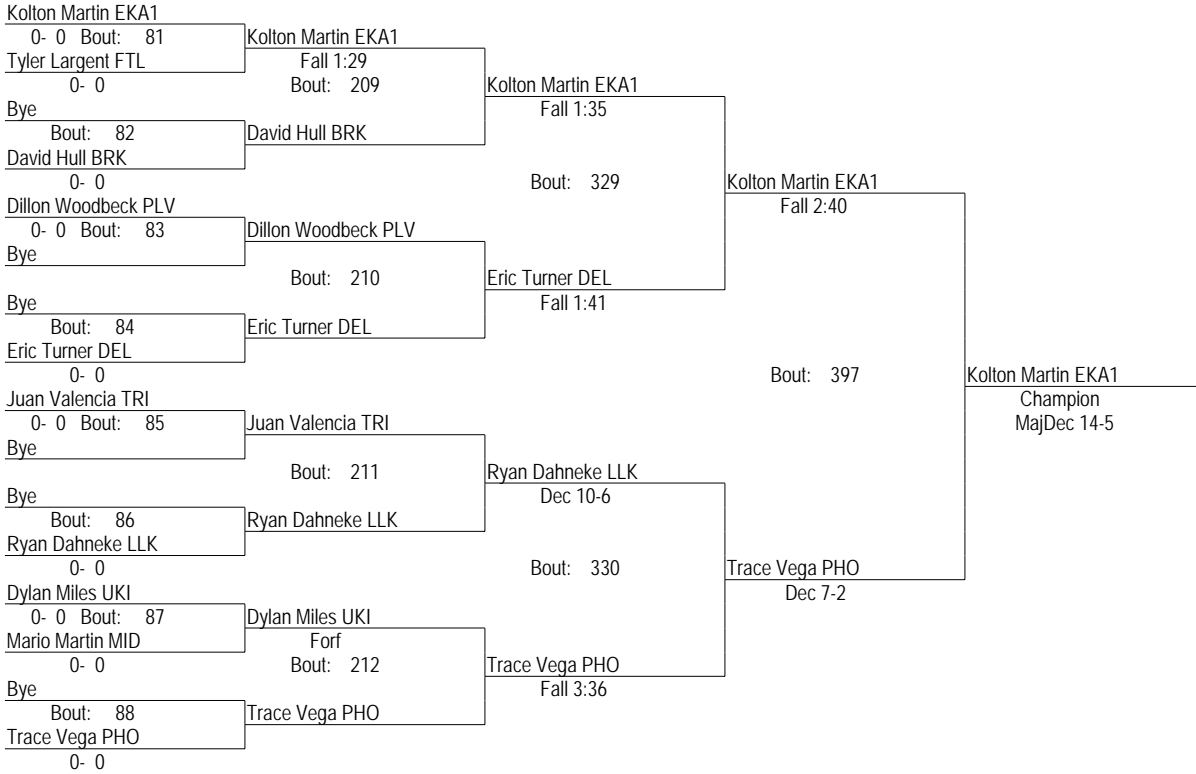 Kolton Martin EKA1
0- 0 Bout: 81
Kolton Martin EKA1
Tyler Largent FTL
Fall 1:29
0- 0
Bout: 209
Kolton Martin EKA1
Bye
Fall 1:35
Bout: 82
David Hull BRK
David Hull BRK
0- 0
Bout: 329
Kolton Martin EKA1
Dillon Woodbeck PLV
Fall 2:40
0- 0 Bout: 83
Dillon Woodbeck PLV
Bye
Bout: 210
Eric Turner DEL
Bye
Fall 1:41
Bout: 84
Eric Turner DEL
Eric Turner DEL
0- 0
Bout: 397
Kolton Martin EKA1
Juan Valencia TRI
Champion
0- 0 Bout: 85
Juan Valencia TRI
MajDec 14-5
Bye
Bout: 211
Ryan Dahneke LLK
Bye
Dec 10-6
Bout: 86
Ryan Dahneke LLK
Ryan Dahneke LLK
0- 0
Bout: 330
Trace Vega PHO
Dylan Miles UKI
Dec 7-2
0- 0 Bout: 87
Dylan Miles UKI
Mario Martin MID
Forf
0- 0
Bout: 212
Trace Vega PHO
Bye
Fall 3:36
Bout: 88
Trace Vega PHO
Trace Vega PHO
0- 0